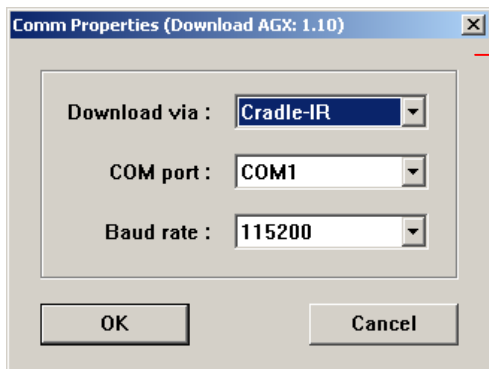 Comm Properties (Download AGX: 1.10)
Download via : Cradle-IR
COM port : COM1
Baud rate : 115200
OK Cancel